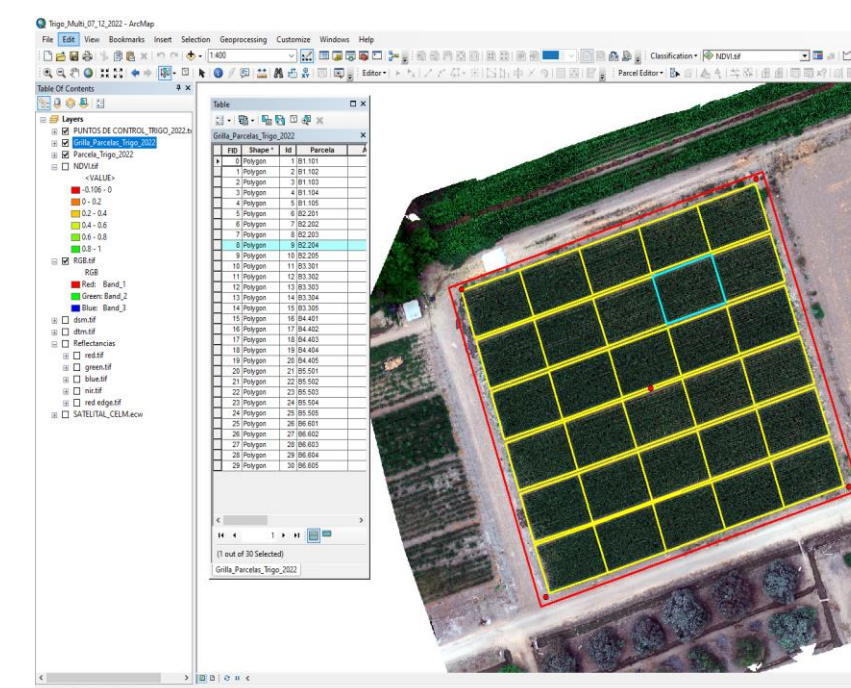 Trigo_Multi_07_12_2022 - ArcMap
File Edit View Bookmarks Insert Selection Geoprocessing Customize Windows Help
1:400
Classification
NDVI.tif
Editor
Parcel Editor
Table Of Contents
Layers
PUNTOS DE CONTROL_TRIGO_2022.t
Grilla_Parcelas_Trigo_2022
Parcela_Trigo_2022
NDVI.tif
<VALUE>
-0.106 - 0
0 - 0.2
0.2 - 0.4
0.4 - 0.6
0.6 - 0.8
0.8 - 1
RGB.tif
RGB
Red: Band_1
Green: Band_2
Blue: Band_3
dsm.tif
dtm.tif
Reflectancias
red.tif
green.tif
blue.tif
nir.tif
red edge.tif
SATELITAL_CELM.ecw
Table
Grilla_Parcelas_Trigo_2022
FID Shape * Id Parcela
0 Polygon 1 B1.101
1 Polygon 2 B1.102
2 Polygon 3 B1.103
3 Polygon 4 B1.104
4 Polygon 5 B1.105
5 Polygon 6 B2.201
6 Polygon 7 B2.202
7 Polygon 8 B2.203
8 Polygon 9 B2.204
9 Polygon 10 B2.205
10 Polygon 11 B3.301
11 Polygon 12 B3.302
12 Polygon 13 B3.303
13 Polygon 14 B3.304
14 Polygon 15 B3.305
15 Polygon 16 B4.401
16 Polygon 17 B4.402
17 Polygon 18 B4.403
18 Polygon 19 B4.404
19 Polygon 20 B4.405
20 Polygon 21 B5.501
21 Polygon 22 B5.502
22 Polygon 23 B5.503
23 Polygon 24 B5.504
24 Polygon 25 B5.505
25 Polygon 26 B6.601
26 Polygon 27 B6.602
27 Polygon 28 B6.603
28 Polygon 29 B6.604
29 Polygon 30 B6.605
1
(1 out of 30 Selected)
Grilla_Parcelas_Trigo_2022